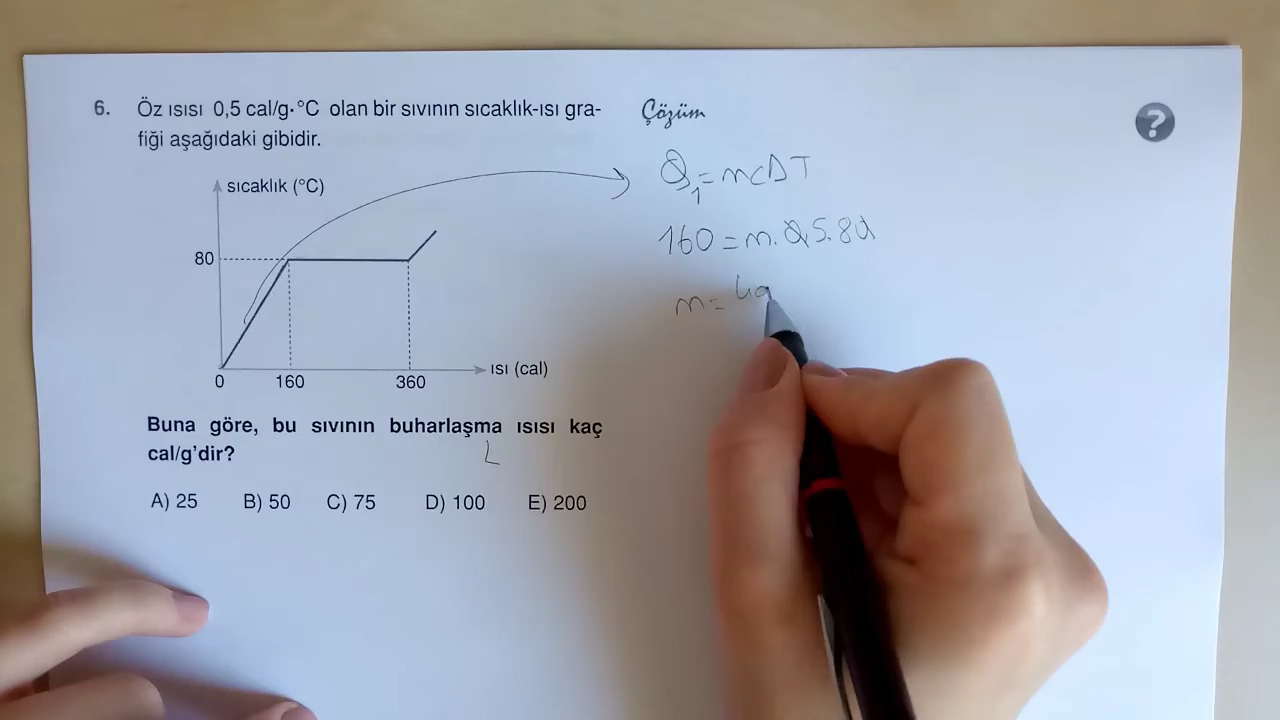 6. Öz ısısı 0,5 cal/g·°C olan bir sıvının sıcaklık-ısı gra-
fiği aşağıdaki gibidir.
sıcaklık (°C)
80
0 160 360 ısı (cal)
Buna göre, bu sıvının buharlaşma ısısı kaç
cal/g'dir?
L
A) 25 B) 50 C) 75 D) 100 E) 200
Çözüm
?
Q₁=mcΔT
160=m.0,5.80
m=4g